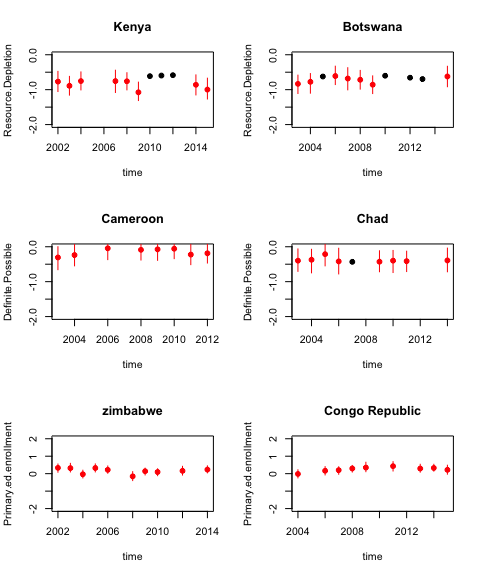 Kenya
Resource.Depletion
0.0
-1.0
-2.0
2002 2006 2010 2014
time
Botswana
Resource.Depletion
0.0
-1.0
-2.0
2004 2008 2012
time
Cameroon
Definite.Possible
0.0
-1.0
-2.0
2004 2008 2010 2012
time
Chad
Definite.Possible
0.0
-1.0
-2.0
2004 2008 2012
time
zimbabwe
Primary.ed.enrollment
2
1
0
-2
2002 2006 2010 2014
time
Congo Republic
Primary.ed.enrollment
2
1
0
-2
2004 2008 2012
time